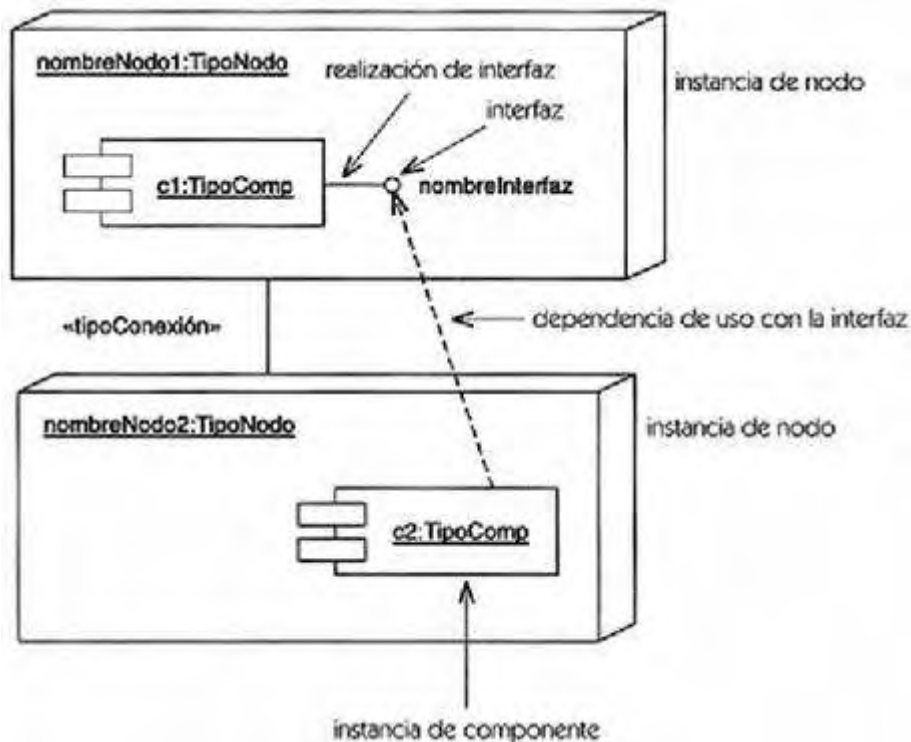 nombreNodo1:TipoNodo
realización de interfaz
instancia de nodo
interfaz
c1:TipoComp
nombreInterfaz
«tipoConexión»
dependencia de uso con la interfaz
nombreNodo2:TipoNodo
instancia de nodo
c2:TipoComp
instancia de componente